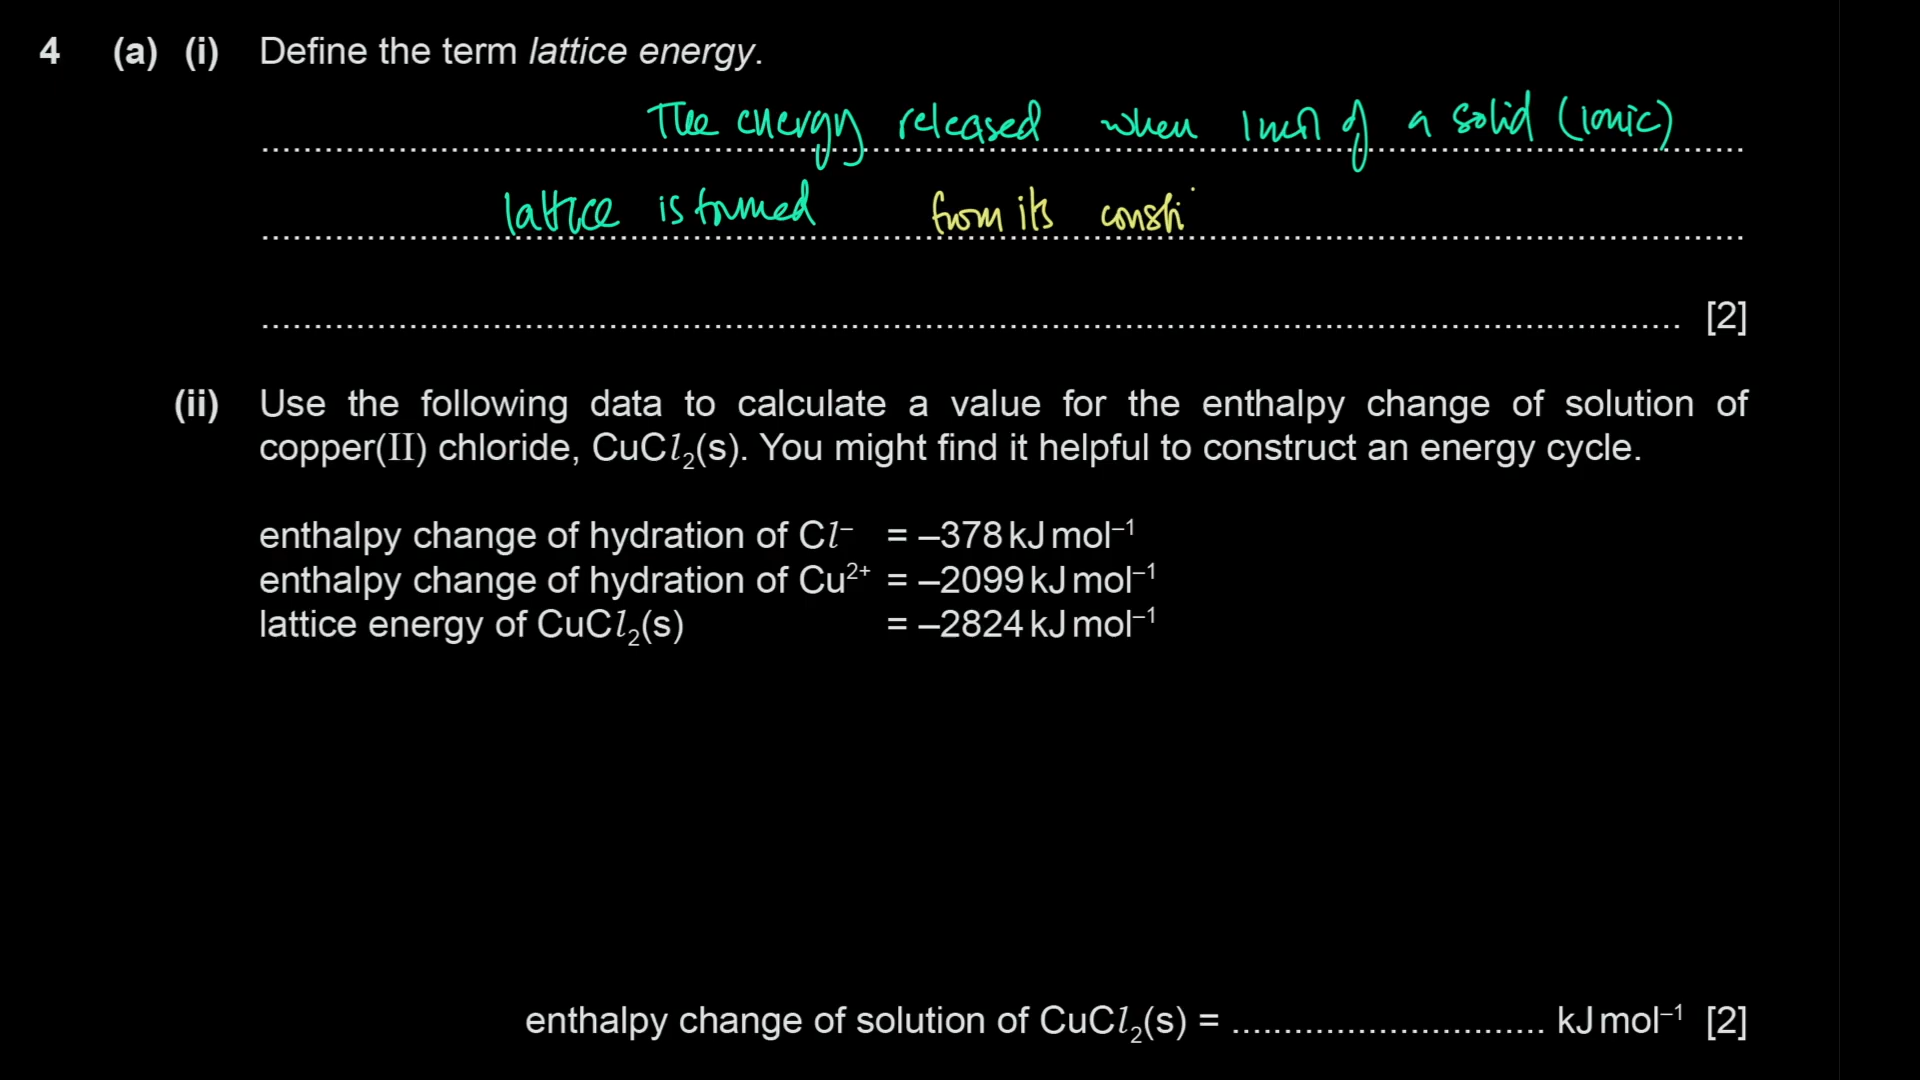 4 (a) (i) Define the term lattice energy.
The energy released when 1 mol of a solid (ionic)
lattice is formed from its consti
[2]
(ii) Use the following data to calculate a value for the enthalpy change of solution of
copper(II) chloride, CuCl₂(s). You might find it helpful to construct an energy cycle.
enthalpy change of hydration of Cl⁻ = –378 kJ mol⁻¹
enthalpy change of hydration of Cu²⁺ = –2099 kJ mol⁻¹
lattice energy of CuCl₂(s) = –2824 kJ mol⁻¹
enthalpy change of solution of CuCl₂(s) = .............................. kJ mol⁻¹ [2]